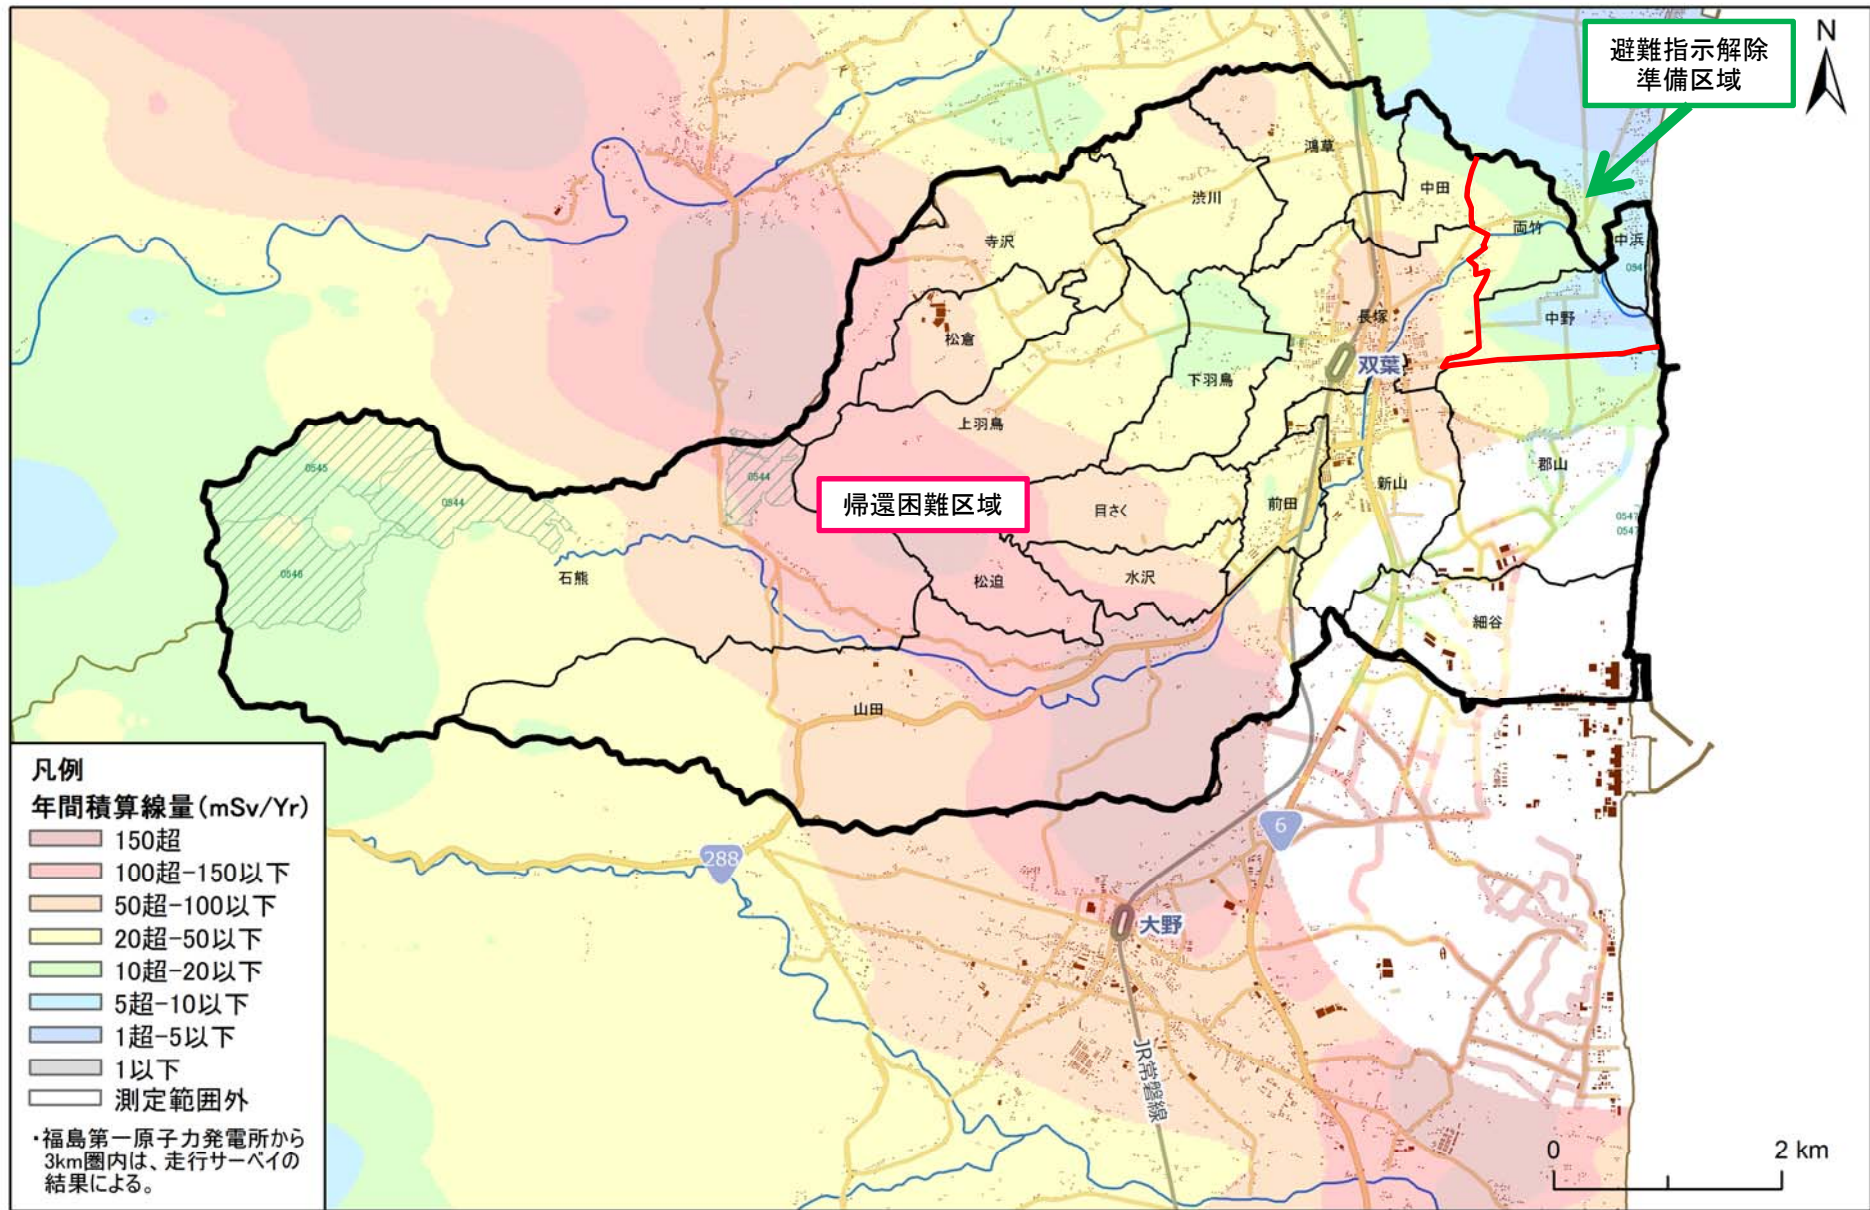 避難指示解除
準備区域
N
鴻草
中田
渋川
両竹
中浜
寺沢
094
長塚
中野
松倉
双葉
下羽鳥
上羽鳥
0545
0544
郡山
新山
帰還困難区域
0544
前田
目さく
0547
0547
0546
石熊
松迫
水沢
細谷
山田
凡例
年間積算線量(mSv/Yr)
150超
100超-150以下
50超-100以下
20超-50以下
10超-20以下
5超-10以下
1超-5以下
1以下
測定範囲外
・福島第一原子力発電所から
3km圏内は、走行サーベイの
結果による。
6
288
大野
JR常磐線
0
2 km